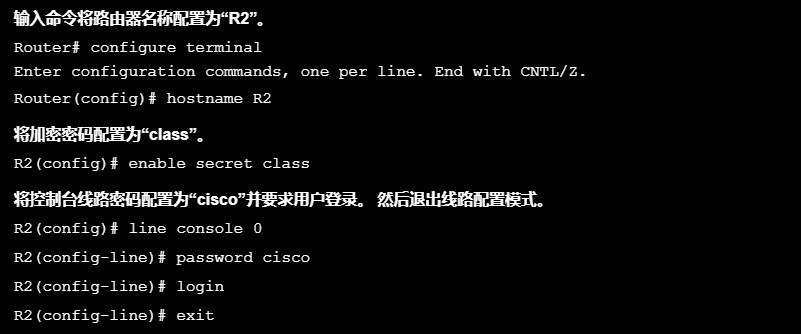 输入命令将路由器名称配置为“R2”。
Router# configure terminal
Enter configuration commands, one per line. End with CNTL/Z.
Router(config)# hostname R2
将加密密码配置为“class”。
R2(config)# enable secret class
将控制台线路密码配置为“cisco”并要求用户登录。 然后退出线路配置模式。
R2(config)# line console 0
R2(config-line)# password cisco
R2(config-line)# login
R2(config-line)# exit